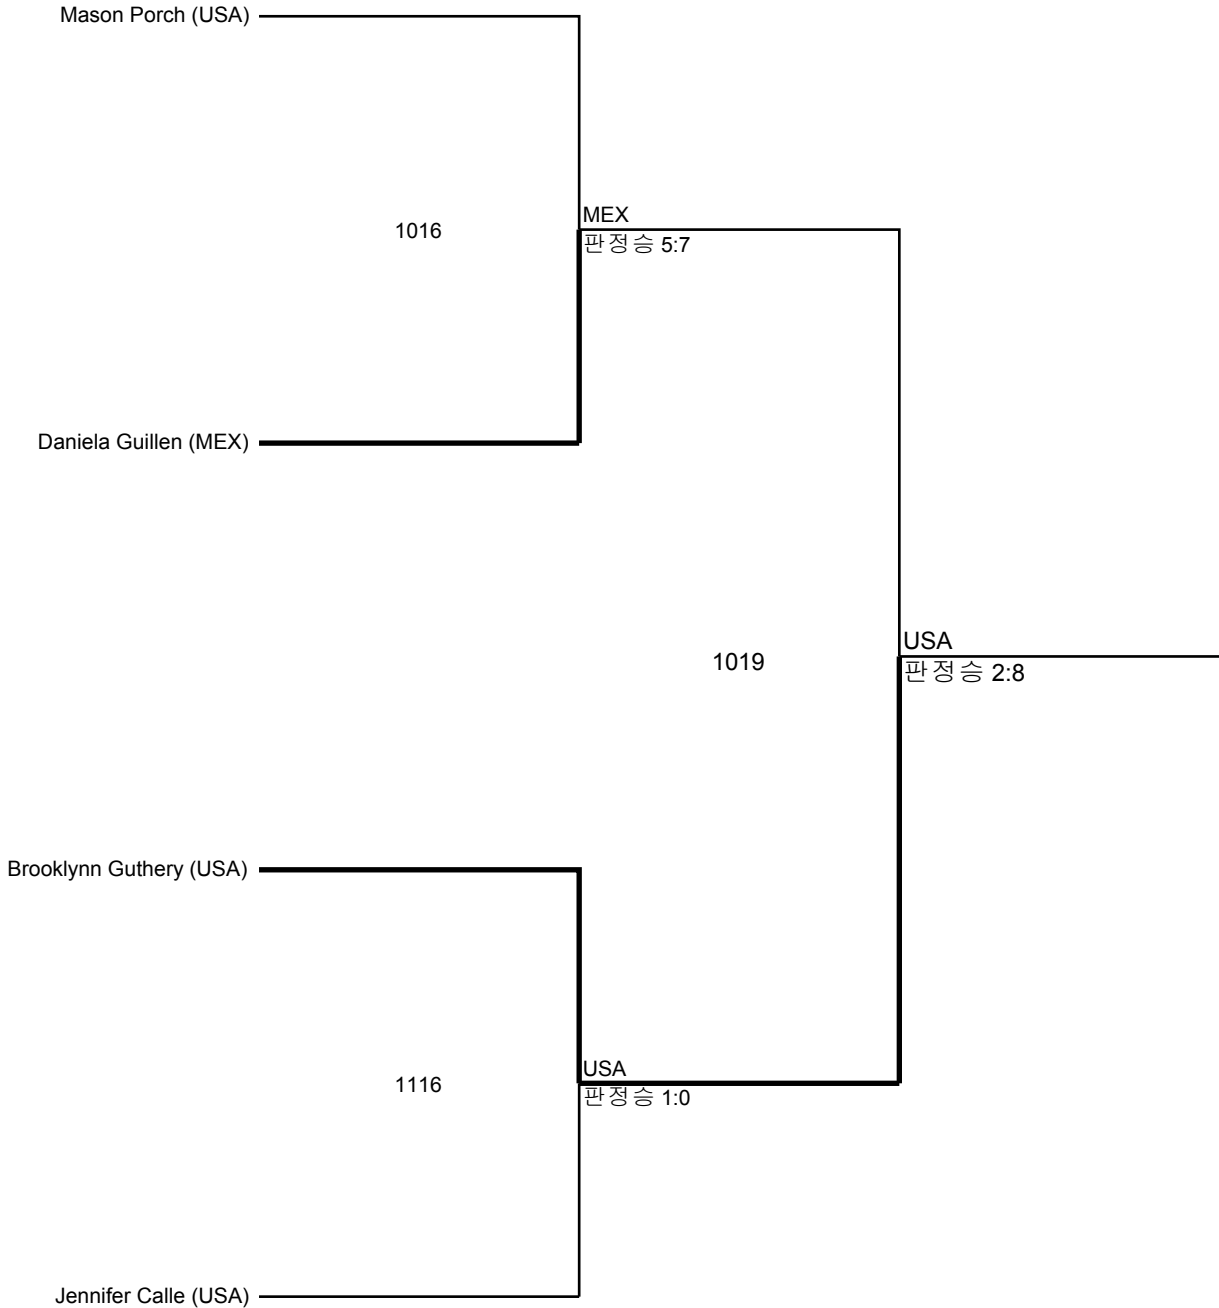 Mason Porch (USA)
MEX
1016
판정승 5:7
Daniela Guillen (MEX)
USA
1019
판정승 2:8
Brooklynn Guthery (USA)
USA
1116
판정승 1:0
Jennifer Calle (USA)